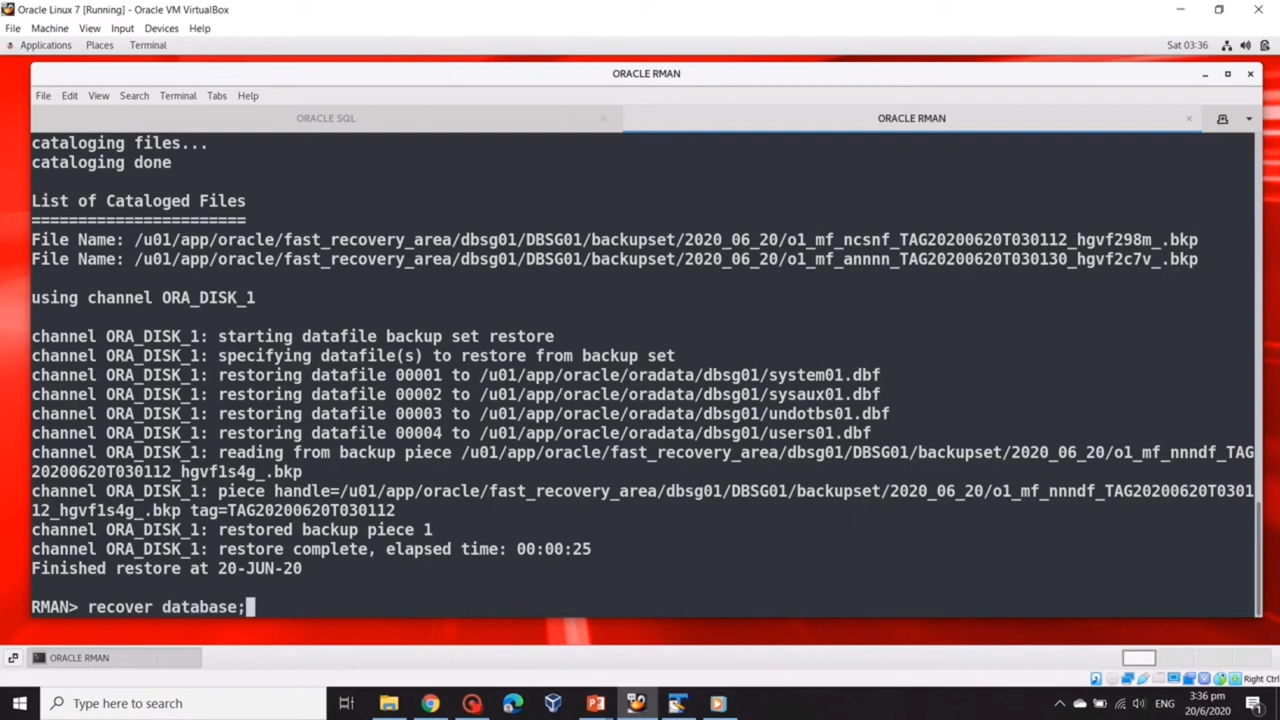 Oracle Linux 7 [Running] - Oracle VM VirtualBox
File Machine View Input Devices Help
Applications Places Terminal Sat 03:36
ORACLE RMAN
File Edit View Search Terminal Tabs Help
ORACLE SQL ORACLE RMAN
cataloging files...
cataloging done
List of Cataloged Files
=======================
File Name: /u01/app/oracle/fast_recovery_area/dbsg01/DBSG01/backupset/2020_06_20/o1_mf_ncsnf_TAG20200620T030112_hgvf298m_.bkp
File Name: /u01/app/oracle/fast_recovery_area/dbsg01/DBSG01/backupset/2020_06_20/o1_mf_annnn_TAG20200620T030130_hgvf2c7v_.bkp
using channel ORA_DISK_1
channel ORA_DISK_1: starting datafile backup set restore
channel ORA_DISK_1: specifying datafile(s) to restore from backup set
channel ORA_DISK_1: restoring datafile 00001 to /u01/app/oracle/oradata/dbsg01/system01.dbf
channel ORA_DISK_1: restoring datafile 00002 to /u01/app/oracle/oradata/dbsg01/sysaux01.dbf
channel ORA_DISK_1: restoring datafile 00003 to /u01/app/oracle/oradata/dbsg01/undotbs01.dbf
channel ORA_DISK_1: restoring datafile 00004 to /u01/app/oracle/oradata/dbsg01/users01.dbf
channel ORA_DISK_1: reading from backup piece /u01/app/oracle/fast_recovery_area/dbsg01/DBSG01/backupset/2020_06_20/o1_mf_nnndf_TAG
20200620T030112_hgvf1s4g_.bkp
channel ORA_DISK_1: piece handle=/u01/app/oracle/fast_recovery_area/dbsg01/DBSG01/backupset/2020_06_20/o1_mf_nnndf_TAG20200620T0301
12_hgvf1s4g_.bkp tag=TAG20200620T030112
channel ORA_DISK_1: restored backup piece 1
channel ORA_DISK_1: restore complete, elapsed time: 00:00:25
Finished restore at 20-JUN-20
RMAN> recover database;
ORACLE RMAN
Right Ctrl
Type here to search
ENG
3:36 pm
20/6/2020
1